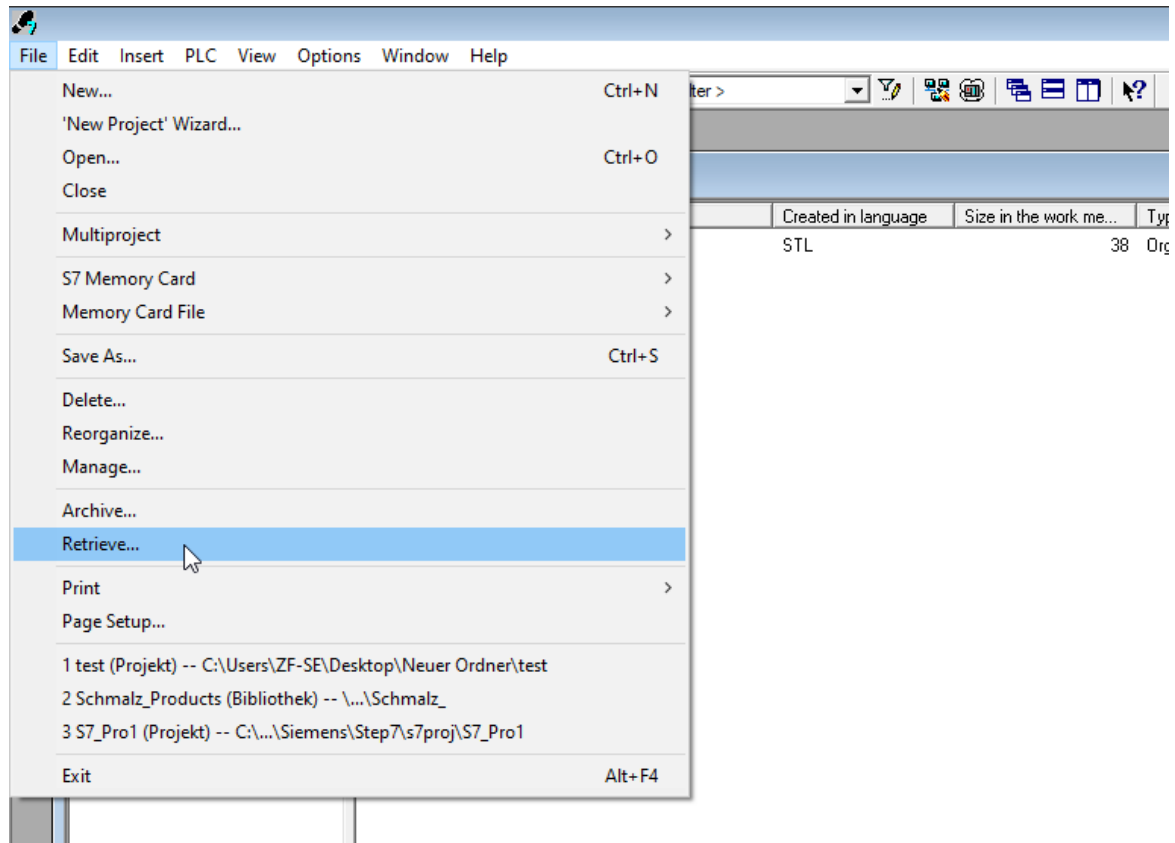 File Edit Insert PLC View Options Window Help
New... Ctrl+N
'New Project' Wizard...
Open... Ctrl+O
Close
Multiproject
S7 Memory Card
Memory Card File
Save As... Ctrl+S
Delete...
Reorganize...
Manage...
Archive...
Retrieve...
Print
Page Setup...
1 test (Projekt) -- C:\Users\ZF-SE\Desktop\Neuer Ordner\test
2 Schmalz_Products (Bibliothek) -- \...\Schmalz_
3 S7_Pro1 (Projekt) -- C:\...\Siemens\Step7\s7proj\S7_Pro1
Exit Alt+F4
Created in language Size in the work me...
STL 38